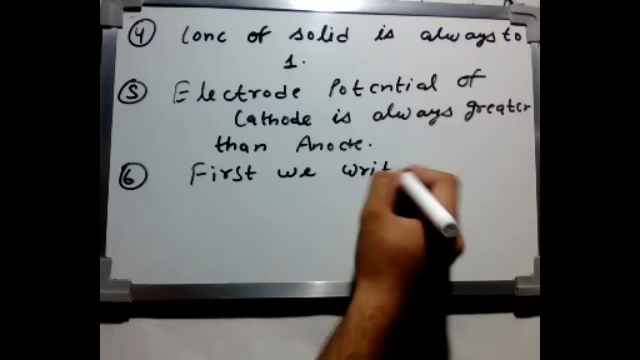 4 Conc of solid is always to
1.
5 Electrode Potential of
Cathode is always greater
than Anode.
6 First we writ